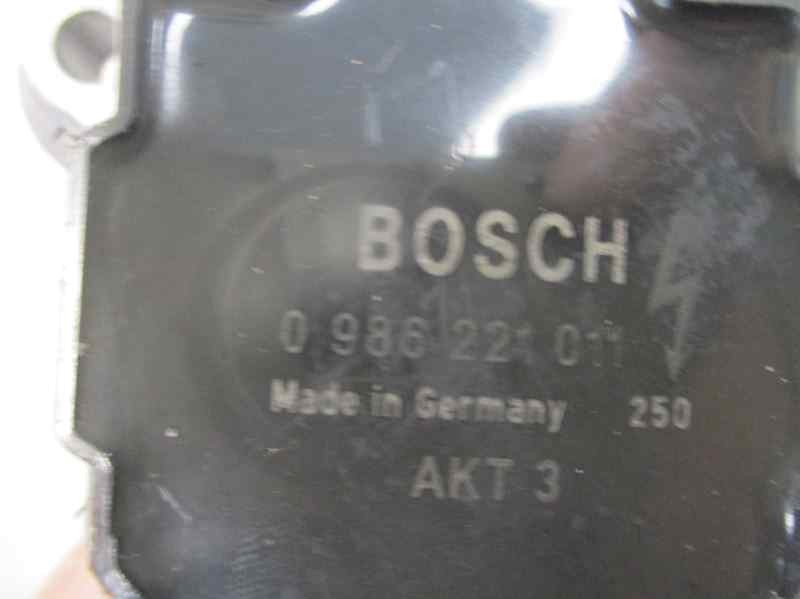 BOSCH
0 986 221 011
Made in Germany 250
AKT 3